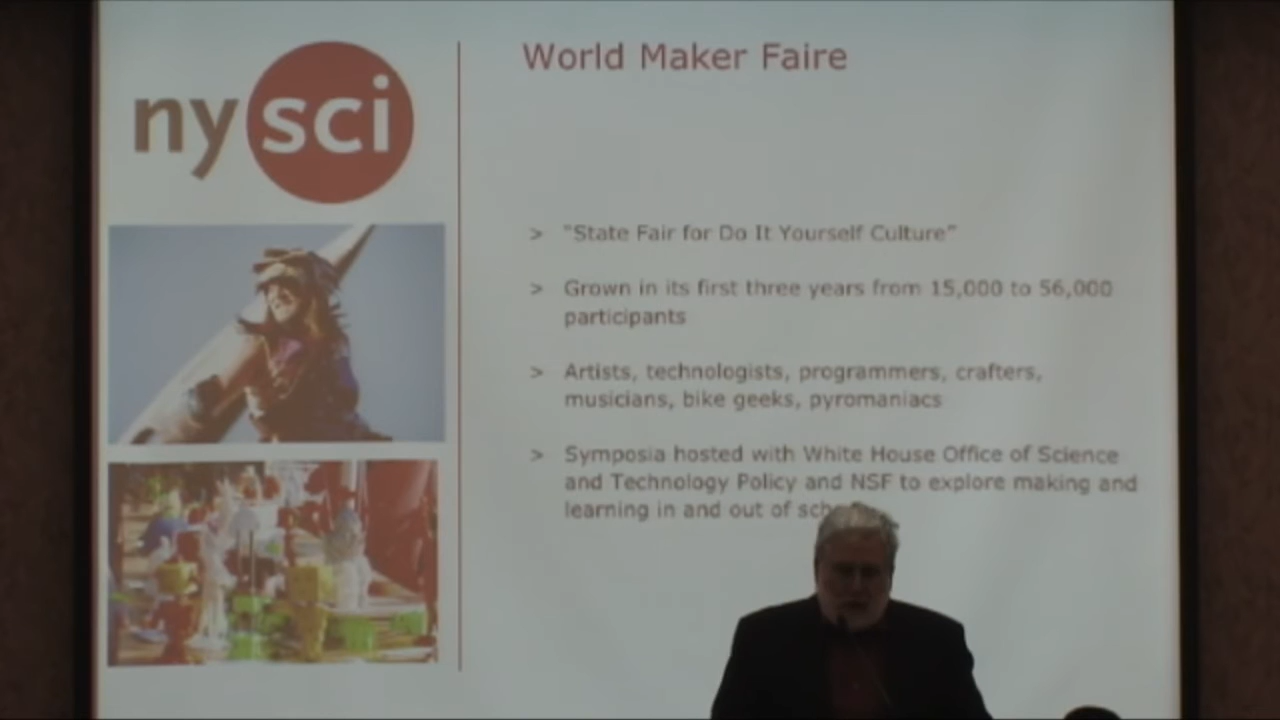 nysci
World Maker Faire
> "State Fair for Do It Yourself Culture"
> Grown in its first three years from 15,000 to 56,000
participants
> Artists, technologists, programmers, crafters,
musicians, bike geeks, pyromaniacs
> Symposia hosted with White House Office of Science
and Technology Policy and NSF to explore making and
learning in and out of